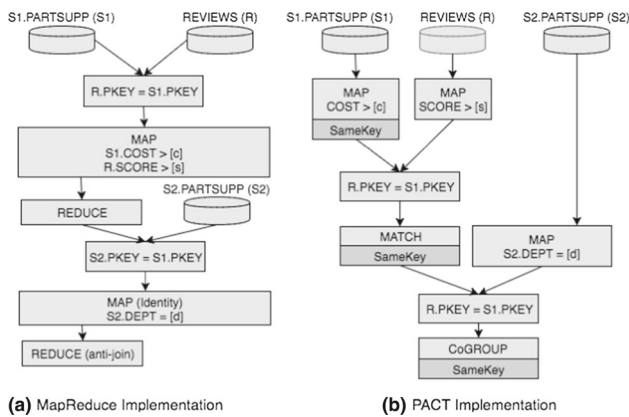 S1.PARTSUPP (S1)
REVIEWS (R)
R.PKEY = S1.PKEY
MAP
S1.COST > [c]
R.SCORE > [s]
S2.PARTSUPP (S2)
REDUCE
S2.PKEY = S1.PKEY
MAP (Identity)
S2.DEPT = [d]
REDUCE (anti-join)
(a) MapReduce Implementation
S1.PARTSUPP (S1)
REVIEWS (R)
S2.PARTSUPP (S2)
MAP
COST > [c]
SameKey
MAP
SCORE > [s]
R.PKEY = S1.PKEY
MATCH
SameKey
MAP
S2.DEPT = [d]
R.PKEY = S1.PKEY
CoGROUP
SameKey
(b) PACT Implementation